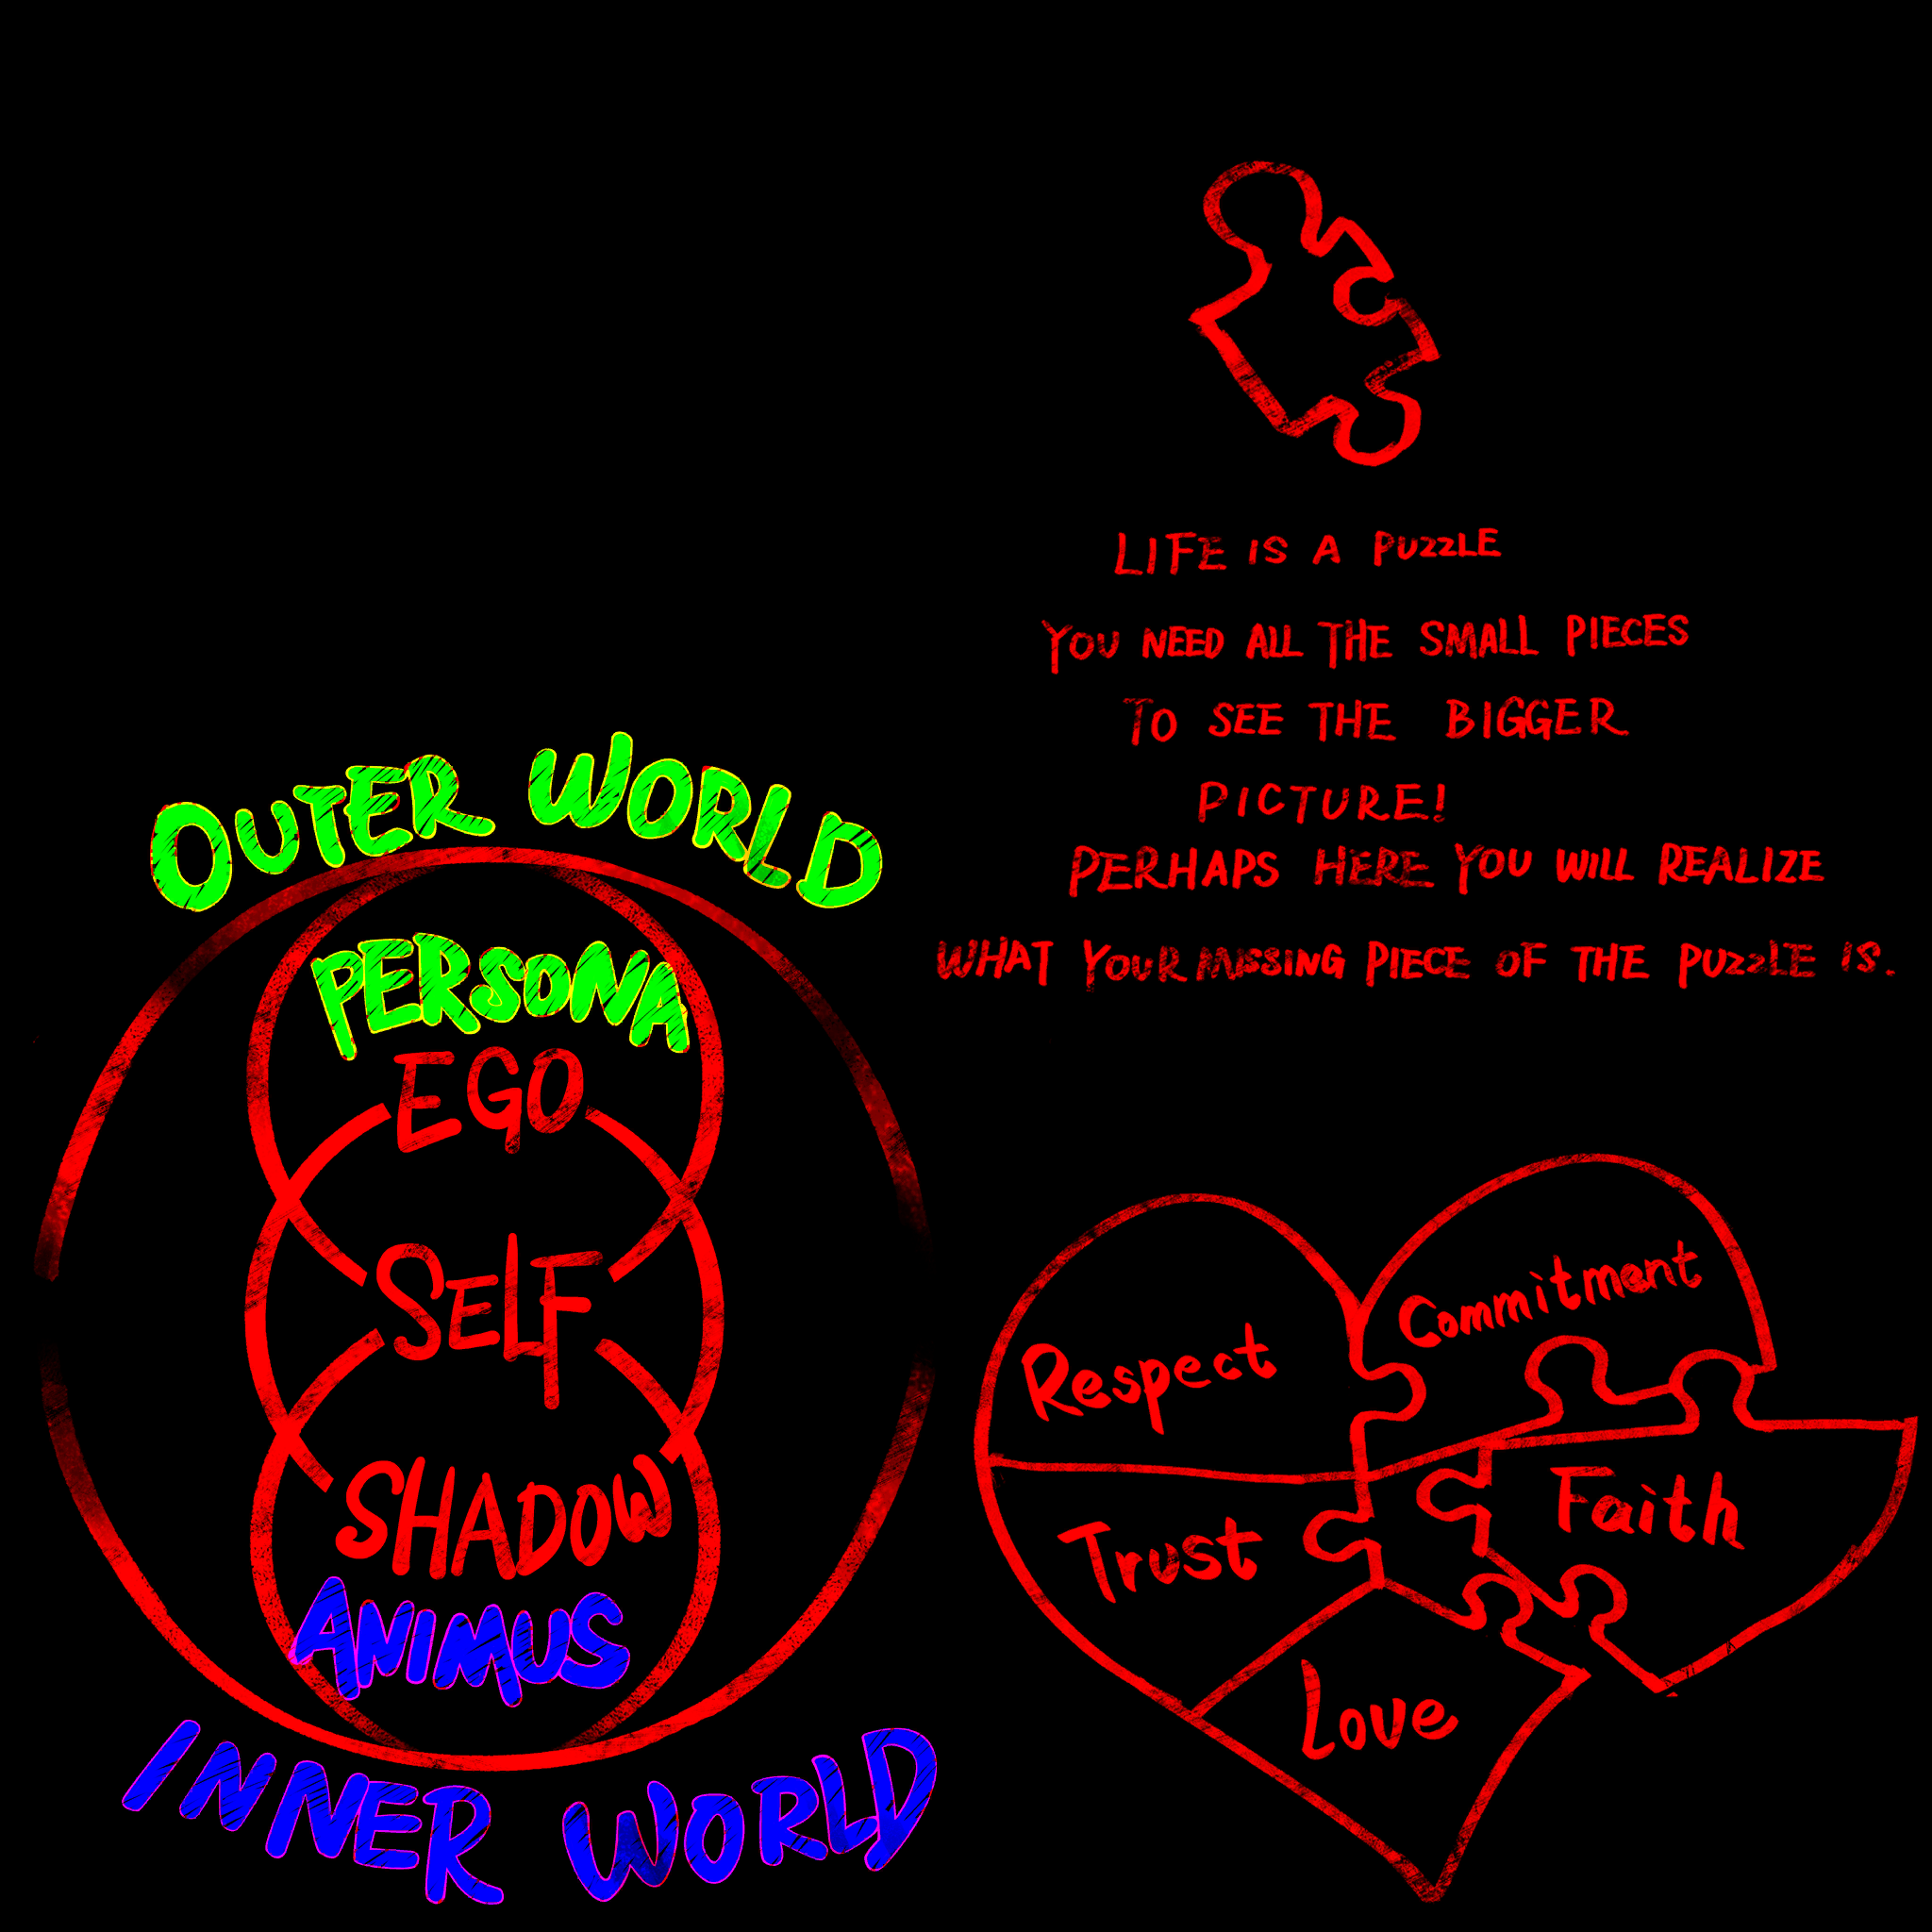 LIFE IS A PUZZLE
YOU NEED ALL THE SMALL PIECES
TO SEE THE BIGGER
PICTURE!
PERHAPS HERE YOU WILL REALIZE
WHAT YOUR MISSING PIECE OF THE PUZZLE IS.
OUTER WORLD
PERSONA
EGO
SELF
SHADOW
ANIMUS
INNER WORLD
Commitment
Respect
Faith
Trust
Love